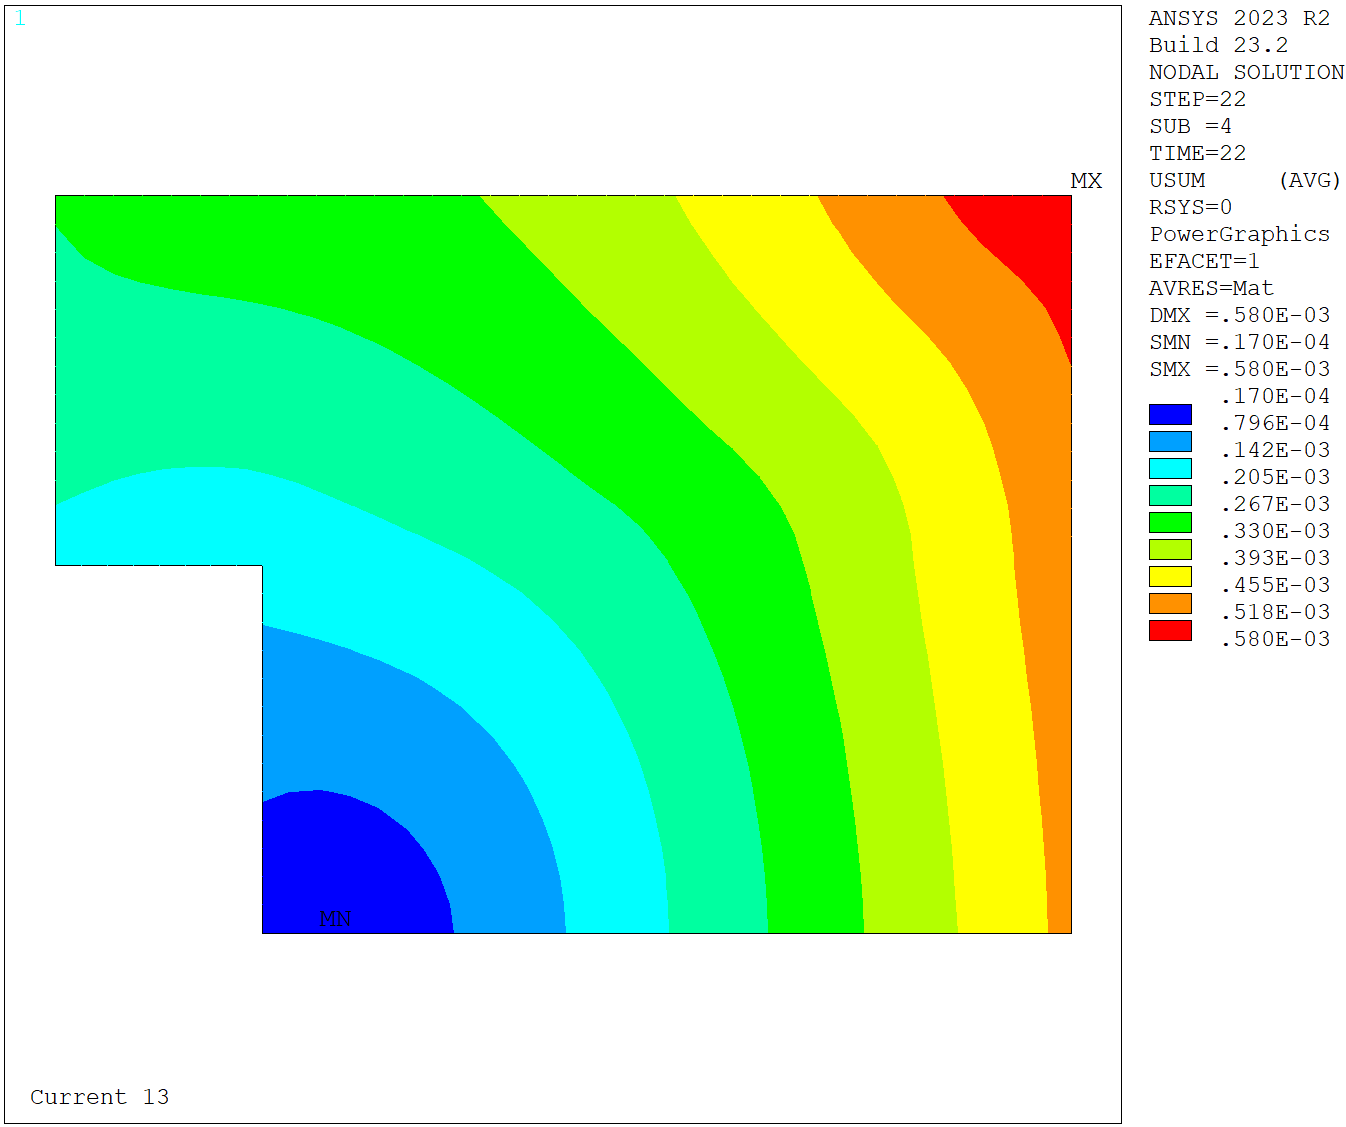 1
ANSYS 2023 R2
Build 23.2
NODAL SOLUTION
STEP=22
SUB =4
TIME=22
USUM (AVG)
RSYS=0
PowerGraphics
EFACET=1
AVRES=Mat
DMX =.580E-03
SMN =.170E-04
SMX =.580E-03
.170E-04
.796E-04
.142E-03
.205E-03
.267E-03
.330E-03
.393E-03
.455E-03
.518E-03
.580E-03
MX
MN
Current 13